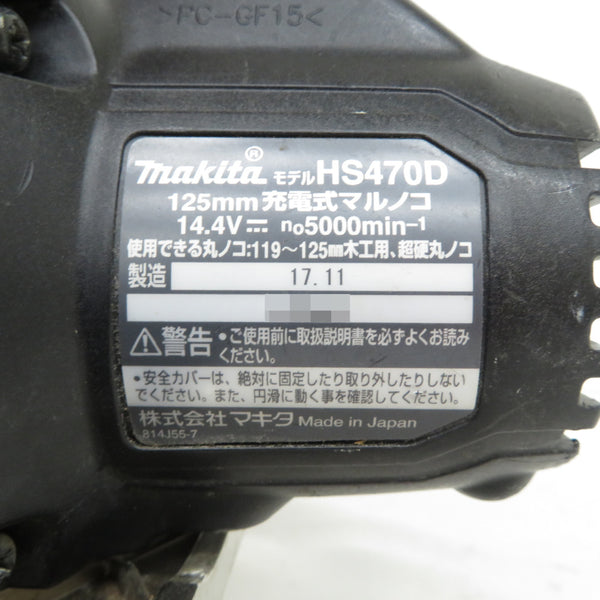 >PC-GF15<
makita® モデル HS470D
125mm 充電式マルノコ
14.4V⎓ n₀5000min⁻¹
使用できる丸ノコ:119～125㎜木工用、超硬丸ノコ
製造 17.11
⚠警告 •ご使用前に取扱説明書を必ずよくお読み
ください。
•安全カバーは、絶対に固定したり取り外したりしない
でください。また、円滑に動く事を確認してください。
株式会社マキタ Made in Japan
814J55-7